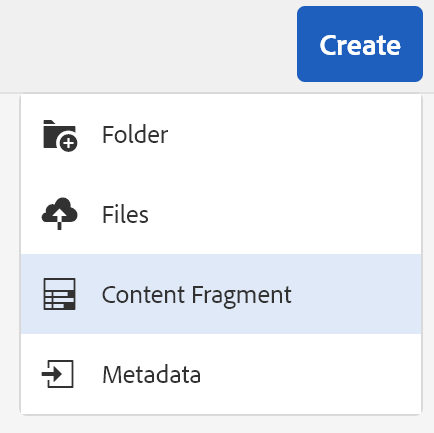 Create
Folder
Files
Content Fragment
Metadata